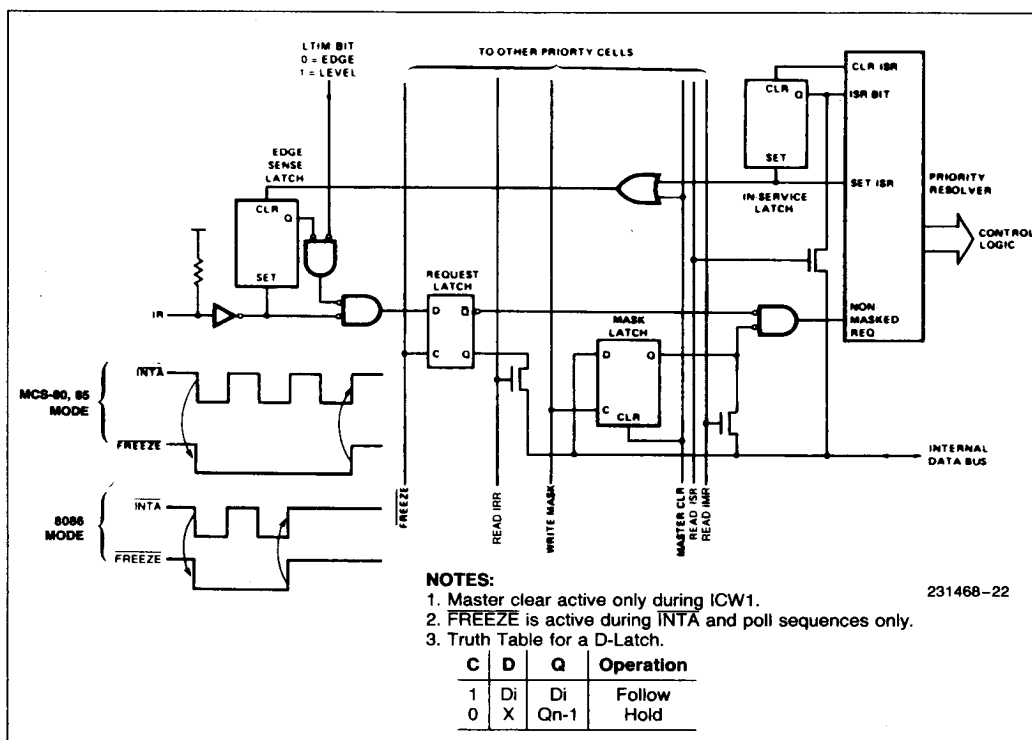 LTIM BIT
0 = EDGE
1 = LEVEL
TO OTHER PRIORTY CELLS
CLR ISR
CLR
Q
ISR BIT
SET
IN-SERVICE
LATCH
SET ISR
PRIORITY
RESOLVER
CONTROL
LOGIC
EDGE
SENSE
LATCH
CLR
Q
SET
IR
REQUEST
LATCH
D
Q
C
Q
MASK
LATCH
D
Q
C
CLR
NON
MASKED
REQ
INTERNAL
DATA BUS
MCS-80, 85
MODE
INTA
FREEZE
8086
MODE
INTA
FREEZE
FREEZE
READ IRR
WRITE MASK
MASTER CLR
READ ISR
READ IMR
NOTES:
231468-22
1. Master clear active only during ICW1.
2. FREEZE is active during INTA and poll sequences only.
3. Truth Table for a D-Latch.
C D Q Operation
1 Di Di Follow
0 X Qn-1 Hold